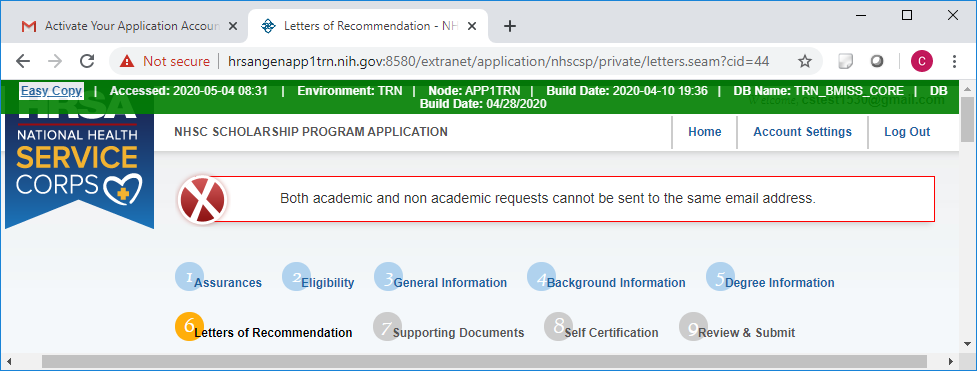 Activate Your Application Accoun
Letters of Recommendation - NH
Not secure | hrsangenapp1trn.nih.gov:8580/extranet/application/nhscsp/private/letters.seam?cid=44
C
Easy Copy | Accessed: 2020-05-04 08:31 | Environment: TRN | Node: APP1TRN | Build Date: 2020-04-10 19:36 | DB Name: TRN_BMISS_CORE | DB
Build Date: 04/28/2020
Welcome, cstest1530@gmail.com
HRSA
NATIONAL HEALTH
SERVICE
CORPS
NHSC SCHOLARSHIP PROGRAM APPLICATION
Home | Account Settings | Log Out
Both academic and non academic requests cannot be sent to the same email address.
1 Assurances 2 Eligibility 3 General Information 4 Background Information 5 Degree Information
6 Letters of Recommendation 7 Supporting Documents 8 Self Certification 9 Review & Submit